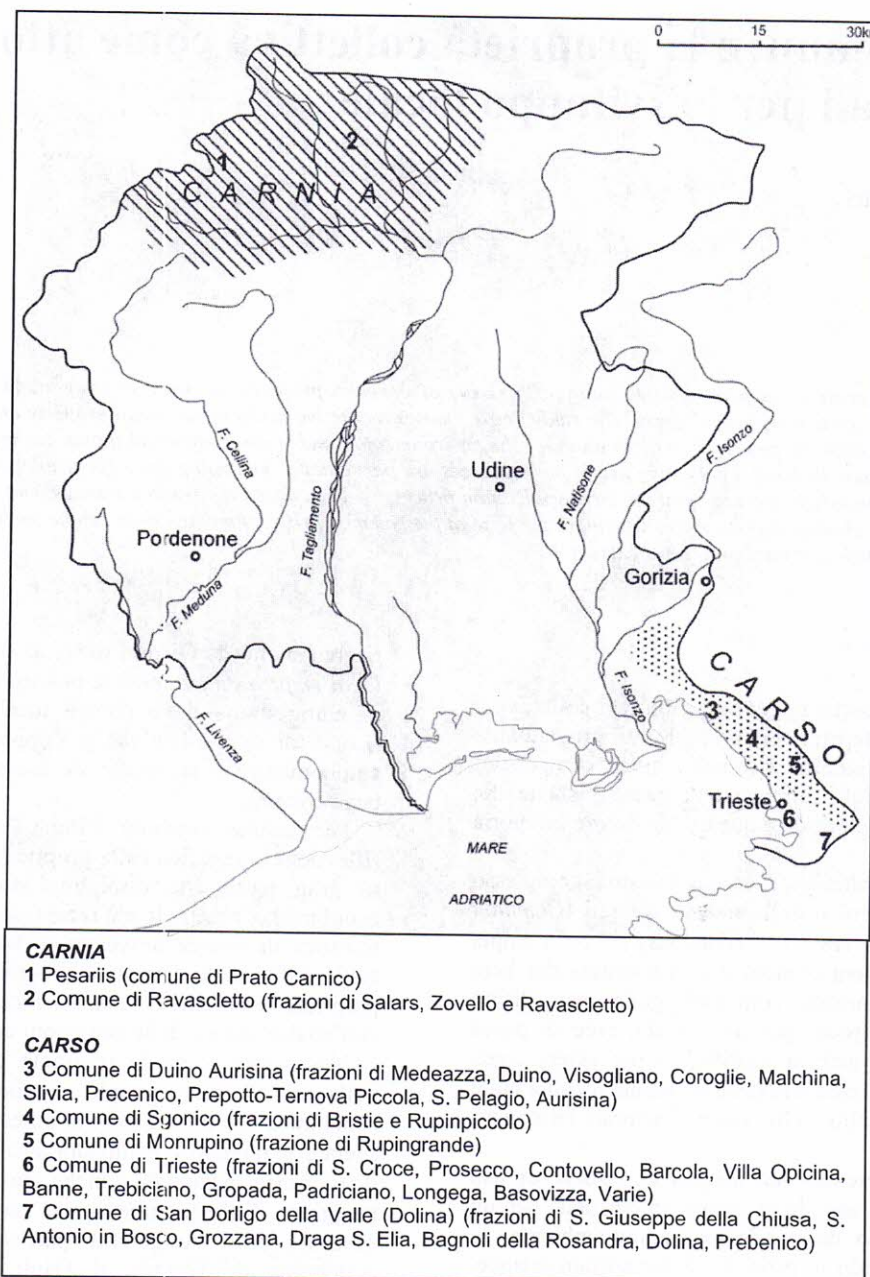 0 15 30km
1
2
CARNIA
F. Cellina
F. Tagliamento
Udine
F. Natisone
F. Isonzo
Pordenone
F. Meduna
Gorizia
F. Livenza
F. Isonzo
CARSO
3
4
5
Trieste
6
7
MARE
ADRIATICO
CARNIA
1 Pesariis (comune di Prato Carnico)
2 Comune di Ravascletto (frazioni di Salars, Zovello e Ravascletto)
CARSO
3 Comune di Duino Aurisina (frazioni di Medeazza, Duino, Visogliano, Coroglie, Malchina,
Slivia, Precenico, Prepotto-Ternova Piccola, S. Pelagio, Aurisina)
4 Comune di Sgonico (frazioni di Bristie e Rupinpiccolo)
5 Comune di Monrupino (frazione di Rupingrande)
6 Comune di Trieste (frazioni di S. Croce, Prosecco, Contovello, Barcola, Villa Opicina,
Banne, Trebiciano, Gropada, Padriciano, Longega, Basovizza, Varie)
7 Comune di San Dorligo della Valle (Dolina) (frazioni di S. Giuseppe della Chiusa, S.
Antonio in Bosco, Grozzana, Draga S. Elia, Bagnoli della Rosandra, Dolina, Prebenico)